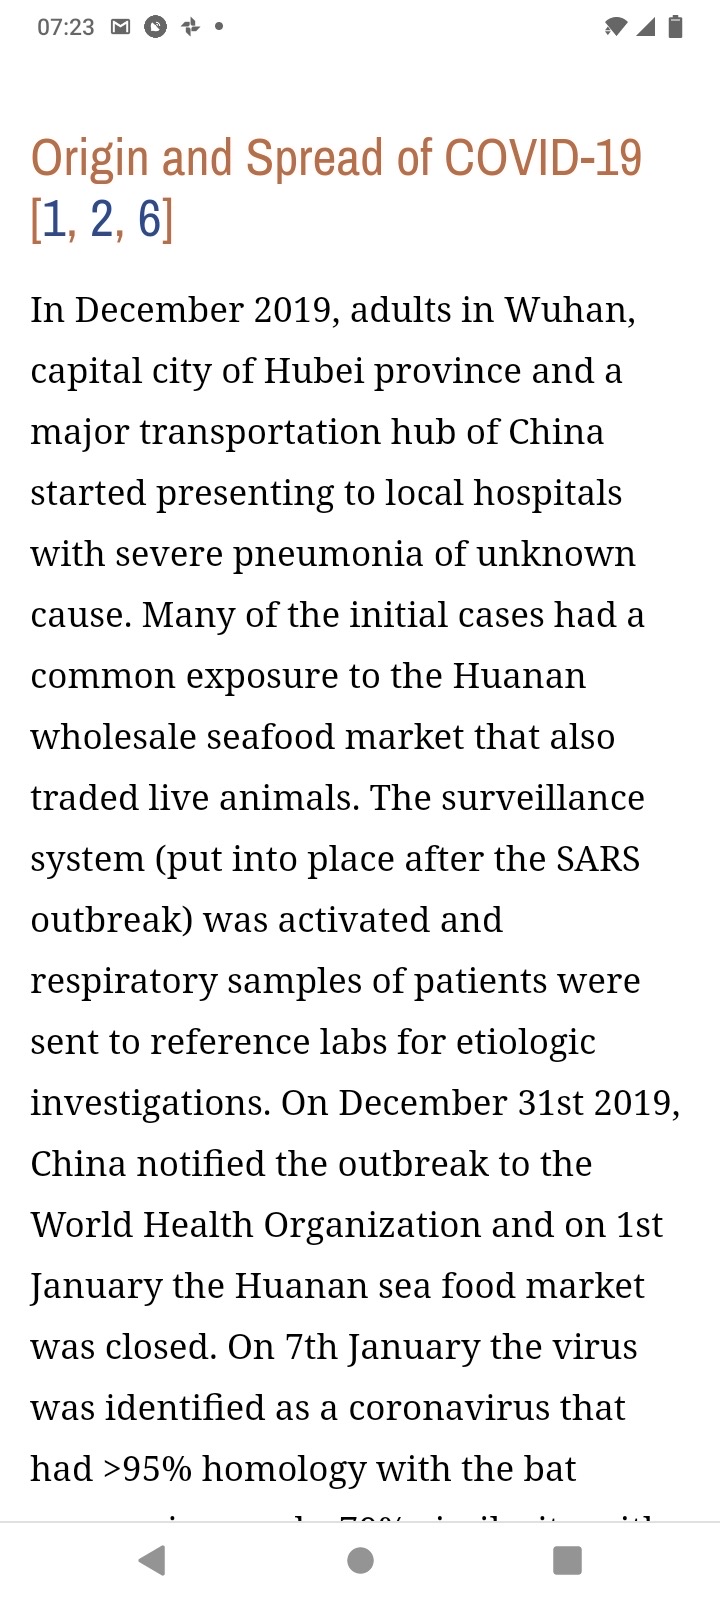 07:23
Origin and Spread of COVID-19
[1, 2, 6]
In December 2019, adults in Wuhan,
capital city of Hubei province and a
major transportation hub of China
started presenting to local hospitals
with severe pneumonia of unknown
cause. Many of the initial cases had a
common exposure to the Huanan
wholesale seafood market that also
traded live animals. The surveillance
system (put into place after the SARS
outbreak) was activated and
respiratory samples of patients were
sent to reference labs for etiologic
investigations. On December 31st 2019,
China notified the outbreak to the
World Health Organization and on 1st
January the Huanan sea food market
was closed. On 7th January the virus
was identified as a coronavirus that
had >95% homology with the bat